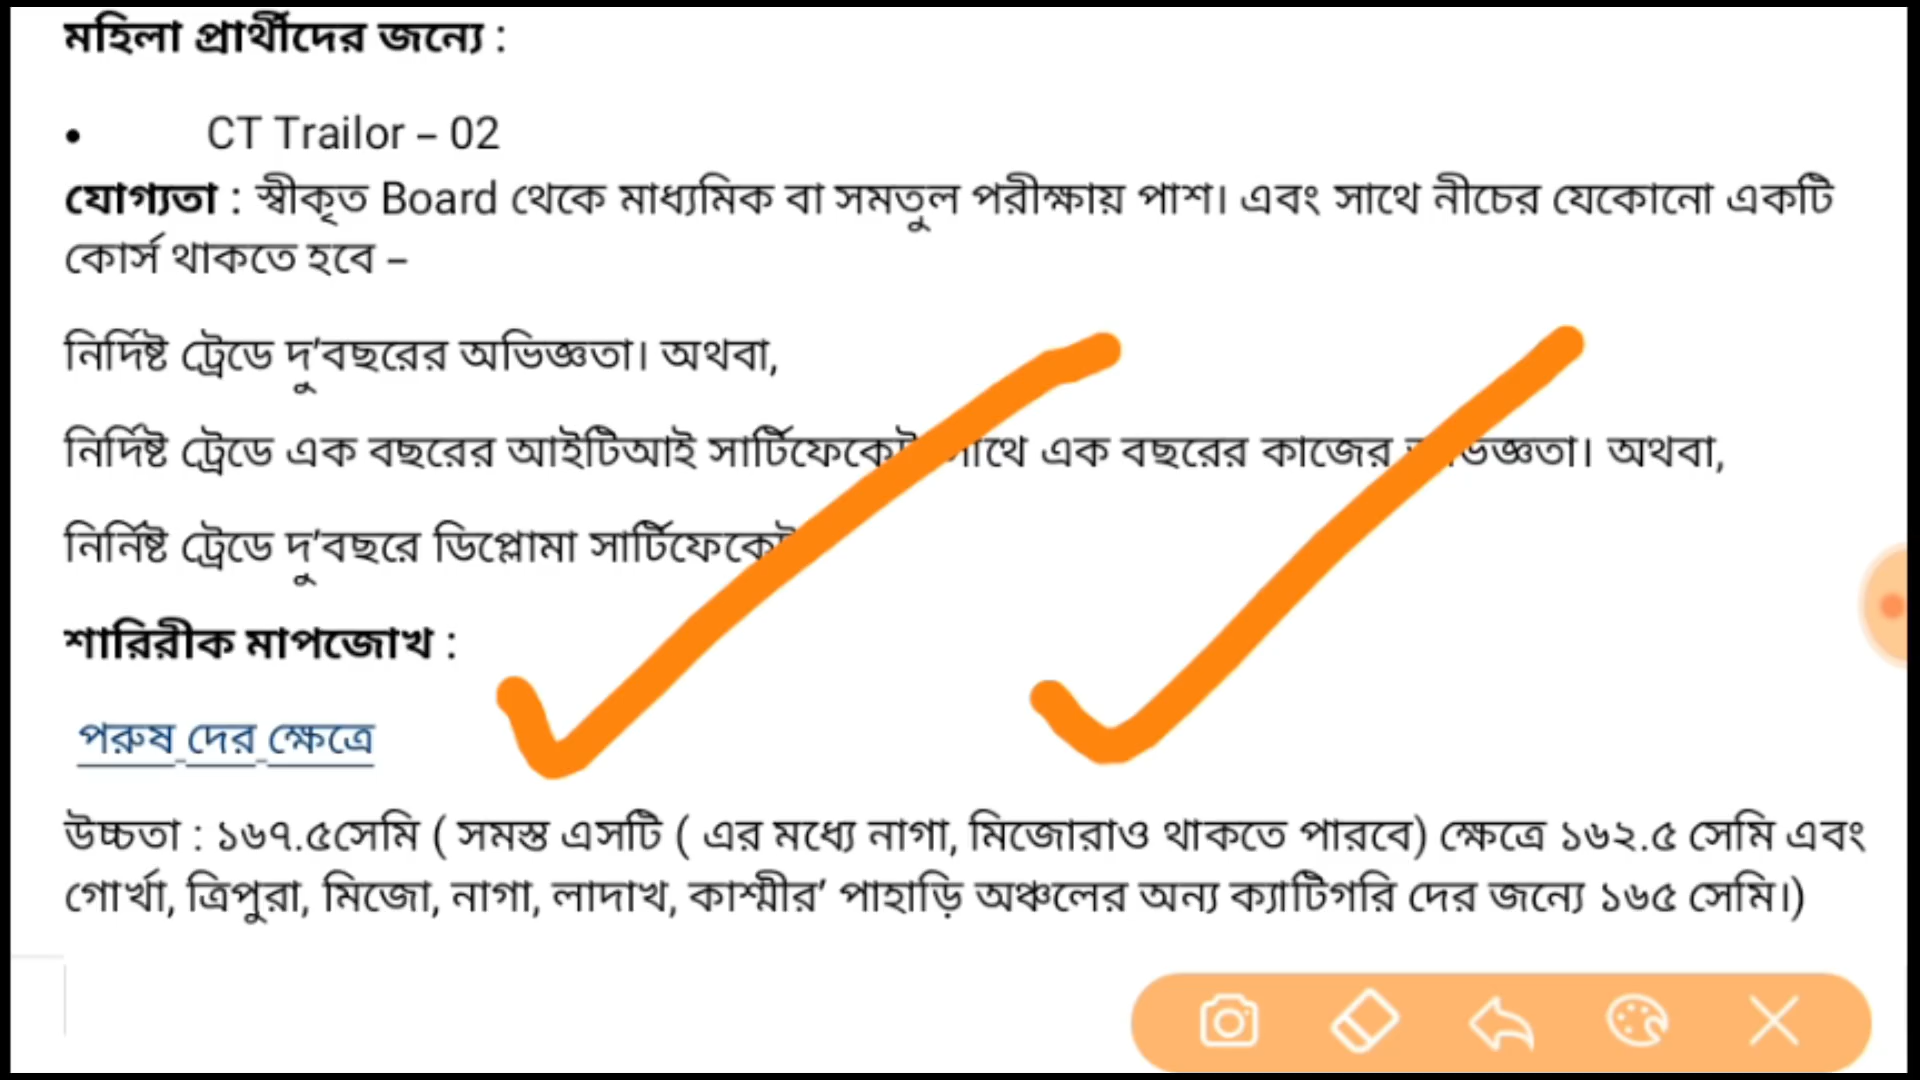 মহিলা প্রার্থীদের জন্যে :
• CT Trailor – 02
যোগ্যতা : স্বীকৃত Board থেকে মাধ্যমিক বা সমতুল পরীক্ষায় পাশ। এবং সাথে নীচের যেকোনো একটি
কোর্স থাকতে হবে –
নির্দিষ্ট ট্রেডে দু'বছরের অভিজ্ঞতা। অথবা,
নির্দিষ্ট ট্রেডে এক বছরের আইটিআই সার্টিফেকেট সাথে এক বছরের কাজের অভিজ্ঞতা। অথবা,
নির্নিষ্ট ট্রেডে দু'বছরে ডিপ্লোমা সার্টিফেকেট
শারিরীক মাপজোখ :
পরুষ দের ক্ষেত্রে
উচ্চতা : ১৬৭.৫সেমি ( সমস্ত এসটি ( এর মধ্যে নাগা, মিজোরাও থাকতে পারবে) ক্ষেত্রে ১৬২.৫ সেমি এবং
গোর্খা, ত্রিপুরা, মিজো, নাগা, লাদাখ, কাশ্মীর' পাহাড়ি অঞ্চলের অন্য ক্যাটিগরি দের জন্যে ১৬৫ সেমি।)